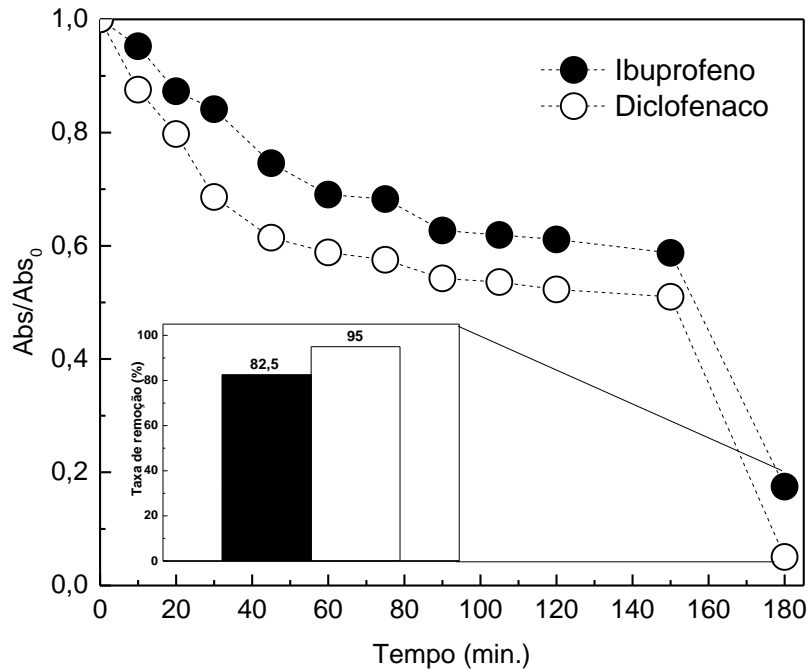 1,0
0,8
0,6
0,4
0,2
0,0
Abs/Abs₀
Ibuprofeno
Diclofenaco
100
80
60
40
20
0
Taxa de remoção (%)
82,5
95
0 20 40 60 80 100 120 140 160 180
Tempo (min.)